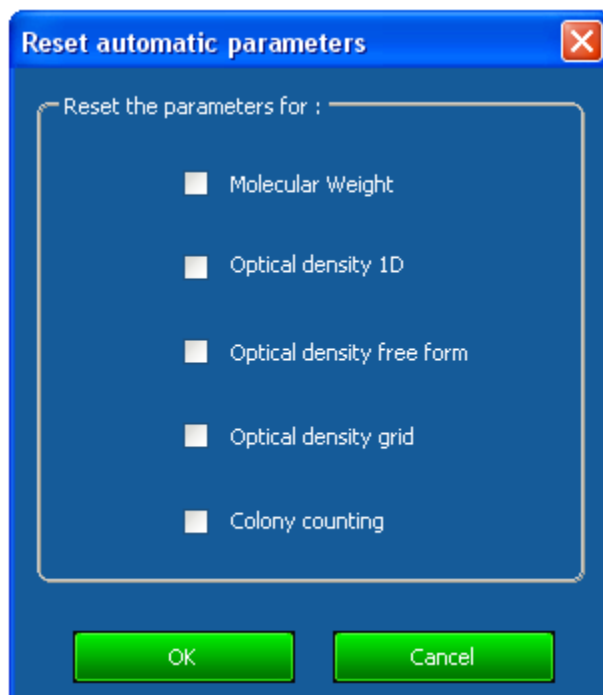 Reset automatic parameters
Reset the parameters for :
Molecular Weight
Optical density 1D
Optical density free form
Optical density grid
Colony counting
OK
Cancel